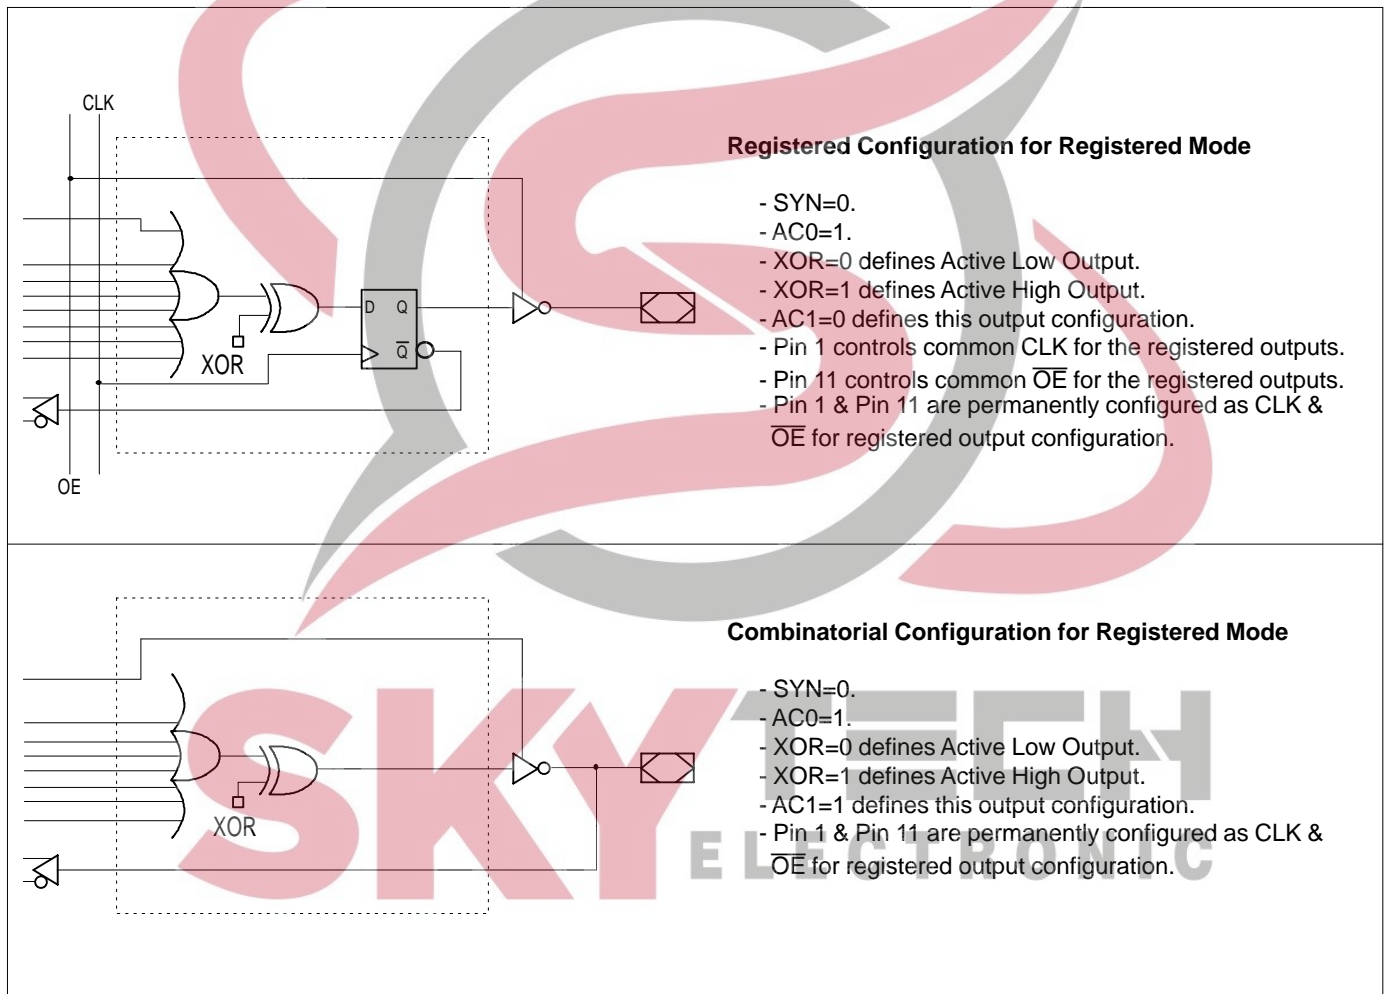 CLK
Registered Configuration for Registered Mode
- SYN=0.
- AC0=1.
- XOR=0 defines Active Low Output.
- XOR=1 defines Active High Output.
- AC1=0 defines this output configuration.
- Pin 1 controls common CLK for the registered outputs.
- Pin 11 controls common O̅E̅ for the registered outputs.
- Pin 1 & Pin 11 are permanently configured as CLK &
O̅E̅ for registered output configuration.
D Q
Q̅
XOR
OE
Combinatorial Configuration for Registered Mode
- SYN=0.
- AC0=1.
- XOR=0 defines Active Low Output.
- XOR=1 defines Active High Output.
- AC1=1 defines this output configuration.
- Pin 1 & Pin 11 are permanently configured as CLK &
O̅E̅ for registered output configuration.
XOR
SKYTECH
ELECTRONIC